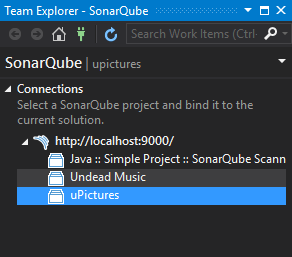 Team Explorer - SonarQube
Search Work Items (Ctrl+
SonarQube | upictures
Connections
Select a SonarQube project and bind it to the
current solution.
http://localhost:9000/
Java :: Simple Project :: SonarQube Scann
Undead Music
uPictures